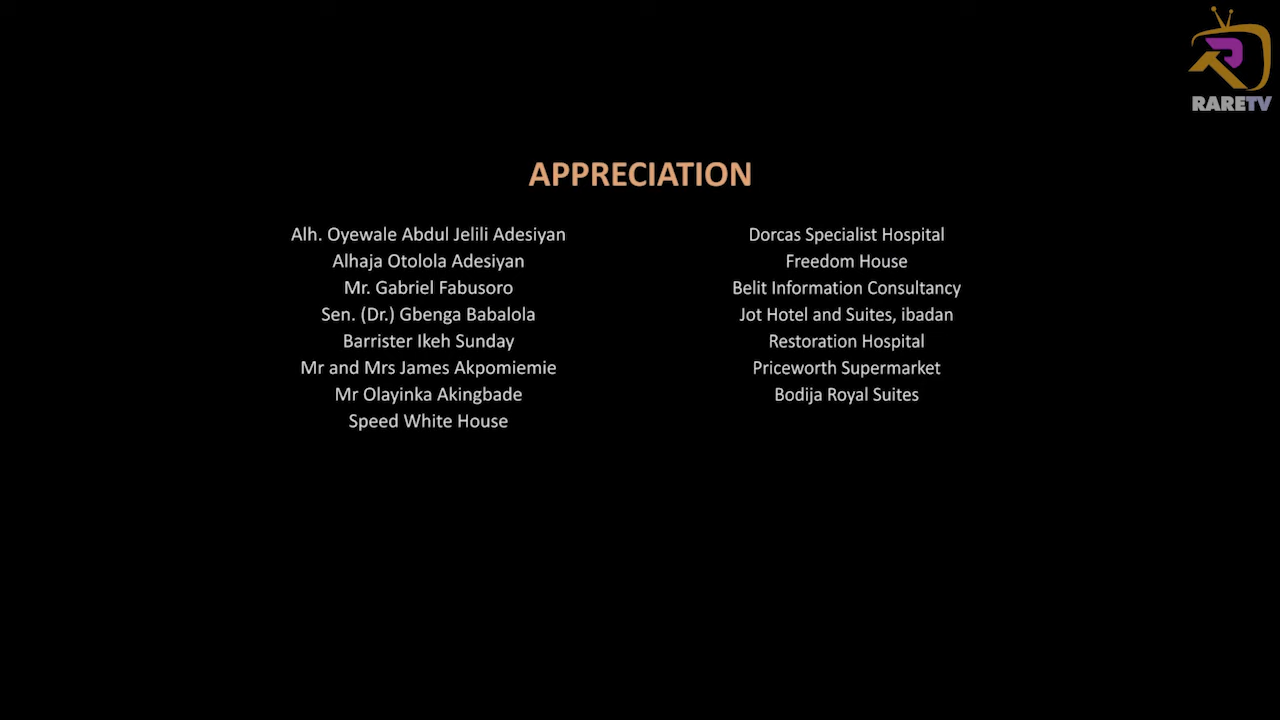 RARETV
APPRECIATION
Alh. Oyewale Abdul Jelili Adesiyan
Alhaja Otolola Adesiyan
Mr. Gabriel Fabusoro
Sen. (Dr.) Gbenga Babalola
Barrister Ikeh Sunday
Mr and Mrs James Akpomiemie
Mr Olayinka Akingbade
Speed White House
Dorcas Specialist Hospital
Freedom House
Belit Information Consultancy
Jot Hotel and Suites, ibadan
Restoration Hospital
Priceworth Supermarket
Bodija Royal Suites